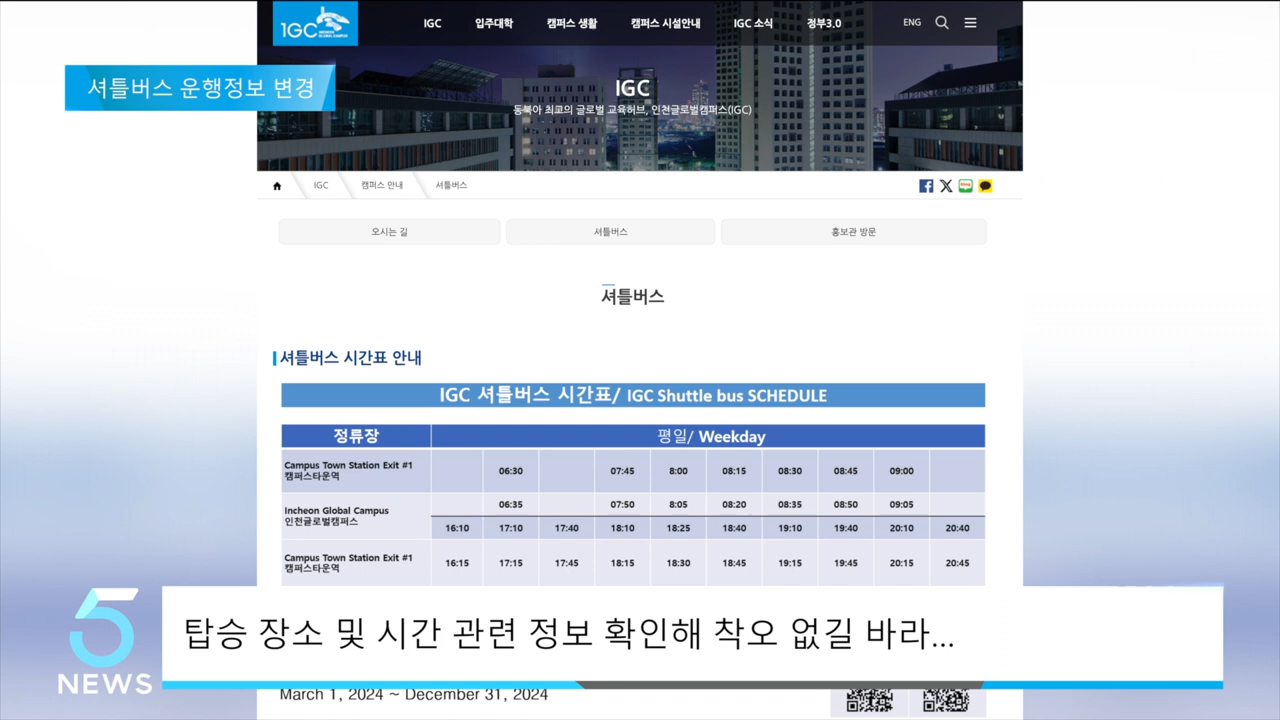 IGC
INCHEON
GLOBAL CAMPUS
IGC 입주대학 캠퍼스 생활 캠퍼스 시설안내 IGC 소식 정부3.0 ENG
셔틀버스 운행정보 변경
IGC
동북아 최고의 글로벌 교육허브, 인천글로벌캠퍼스(IGC)
IGC 캠퍼스 안내 셔틀버스
오시는 길 셔틀버스 홍보관 방문
셔틀버스
셔틀버스 시간표 안내
IGC 셔틀버스 시간표/ IGC Shuttle bus SCHEDULE
정류장 평일/ Weekday
Campus Town Station Exit #1
캠퍼스타운역
06:30 07:45 8:00 08:15 08:30 08:45 09:00
Incheon Global Campus
인천글로벌캠퍼스
06:35 07:50 8:05 08:20 08:35 08:50 09:05
16:10 17:10 17:40 18:10 18:25 18:40 19:10 19:40 20:10 20:40
Campus Town Station Exit #1
캠퍼스타운역
16:15 17:15 17:45 18:15 18:30 18:45 19:15 19:45 20:15 20:45
5
NEWS
탑승 장소 및 시간 관련 정보 확인해 착오 없길 바라...
March 1, 2024 ~ December 31, 2024